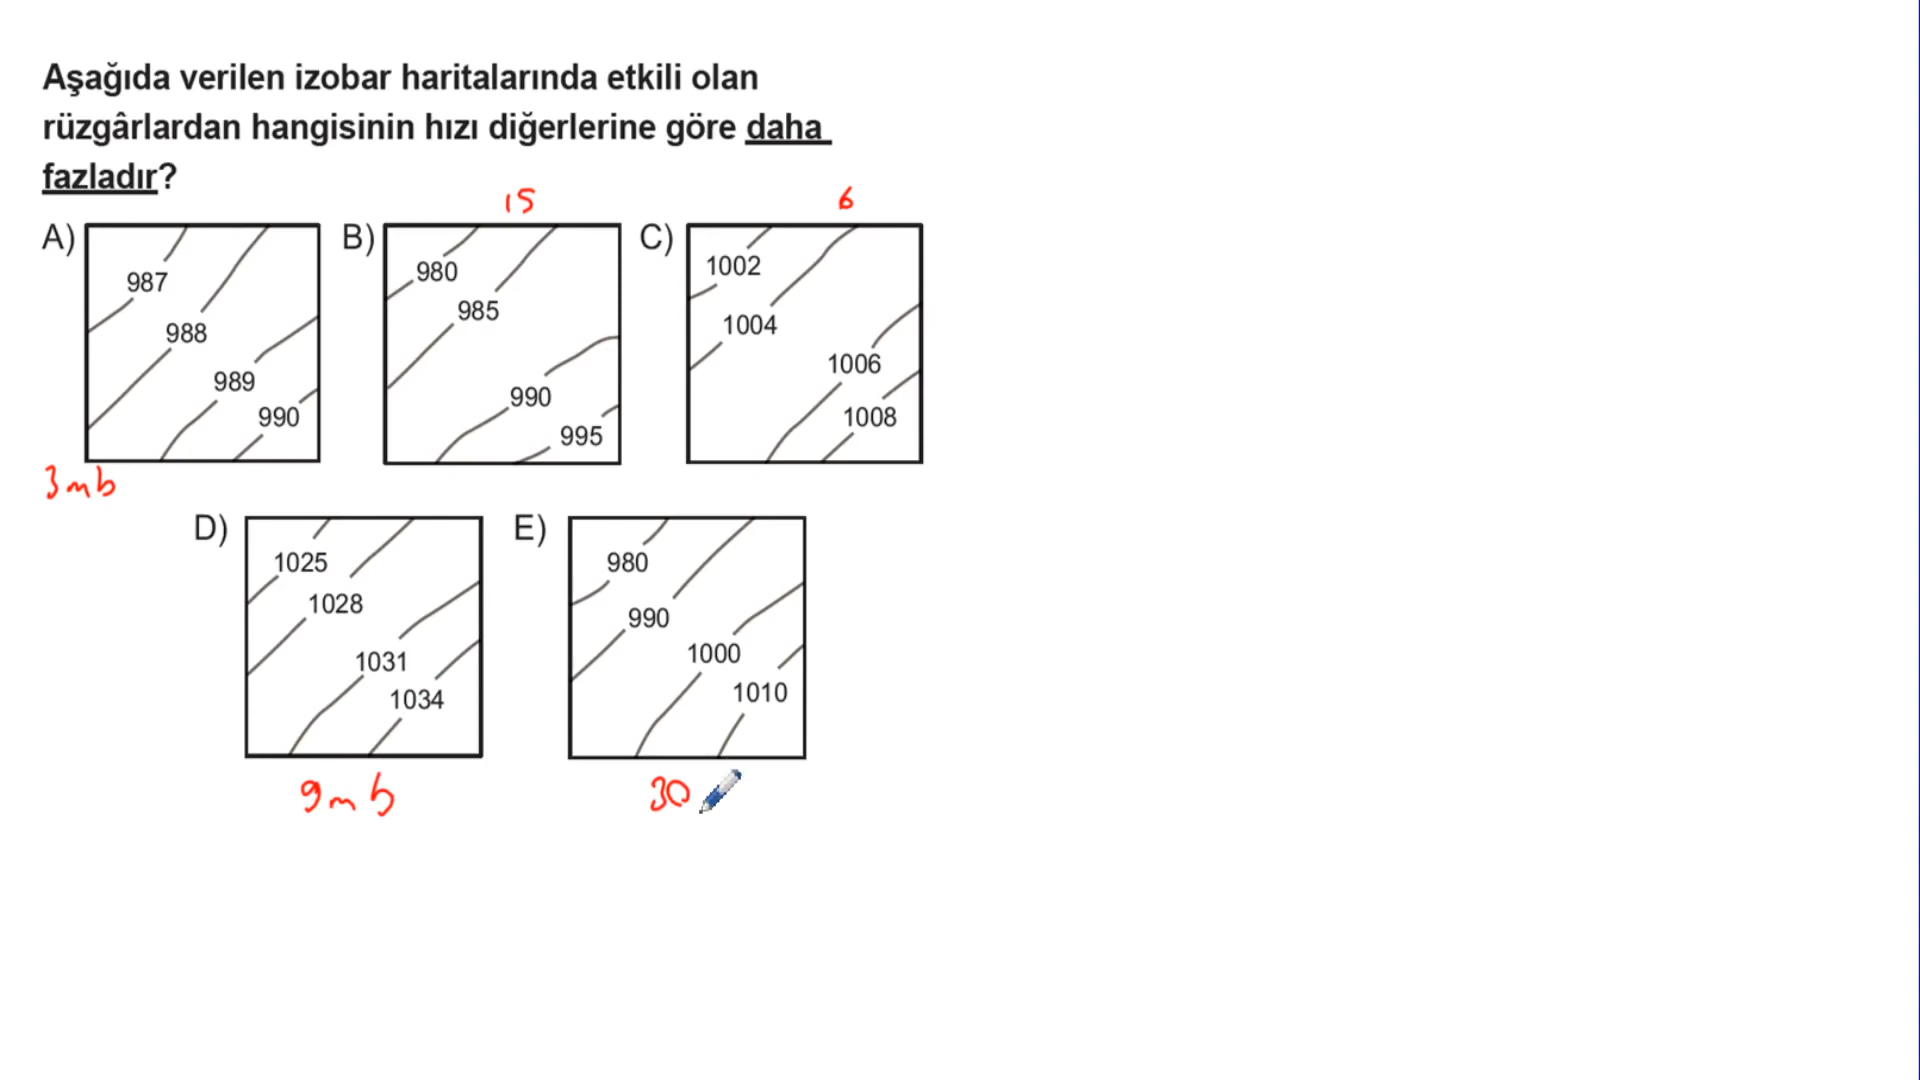 Aşağıda verilen izobar haritalarında etkili olan
rüzgârlardan hangisinin hızı diğerlerine göre daha
fazladır?
15
6
A)
987
988
989
990
3mb
B)
980
985
990
995
C)
1002
1004
1006
1008
D)
1025
1028
1031
1034
9mb
E)
980
990
1000
1010
30